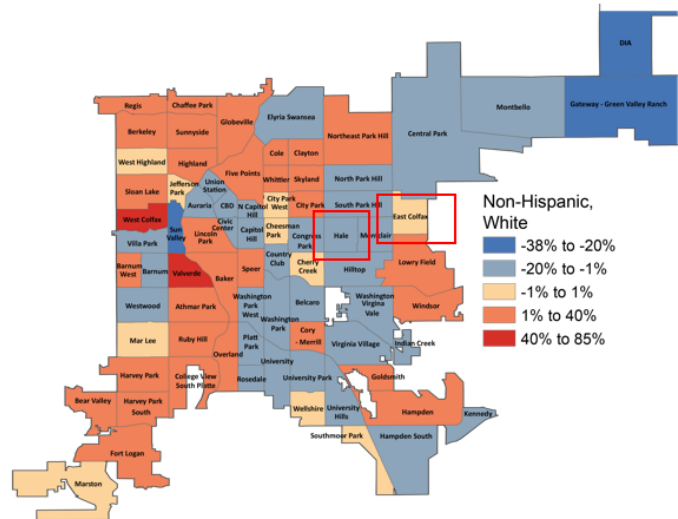 DIA
Gateway - Green Valley Ranch
Montbello
Central Park
Regis
Chaffee Park
Globeville
Elyria Swansea
Northeast Park Hill
Berkeley
Sunnyside
West Highland
Highland
Five Points
Cole
Clayton
Sloan Lake
Jefferson
Park
Union
Station
Whittier
Skyland
North Park Hill
Auraria
CBD
N Capitol
Hill
City Park
West
City Park
South Park Hill
East Colfax
West Colfax
Sun
Valley
Lincoln
Park
Civic
Center
Capitol
Hill
Cheesman
Park
Congress
Park
Hale
Montclair
Villa Park
Barnum
West
Barnum
Valverde
Baker
Speer
Country
Club
Cherry
Creek
Hilltop
Lowry Field
Westwood
Athmar Park
Washington
Park
West
Washington
Park
Belcaro
Washington
Virgina
Vale
Windsor
Mar Lee
Ruby Hill
Overland
Platt
Park
Cory
- Merrill
Virginia Village
Indian Creek
Harvey Park
College View
South Platte
Rosedale
University
University Park
Goldsmith
Bear Valley
Harvey Park
South
Wellshire
University
Hills
Hampden
Kennedy
Fort Logan
Southmoor Park
Hampden South
Marston
Non-Hispanic,
White
-38% to -20%
-20% to -1%
-1% to 1%
1% to 40%
40% to 85%